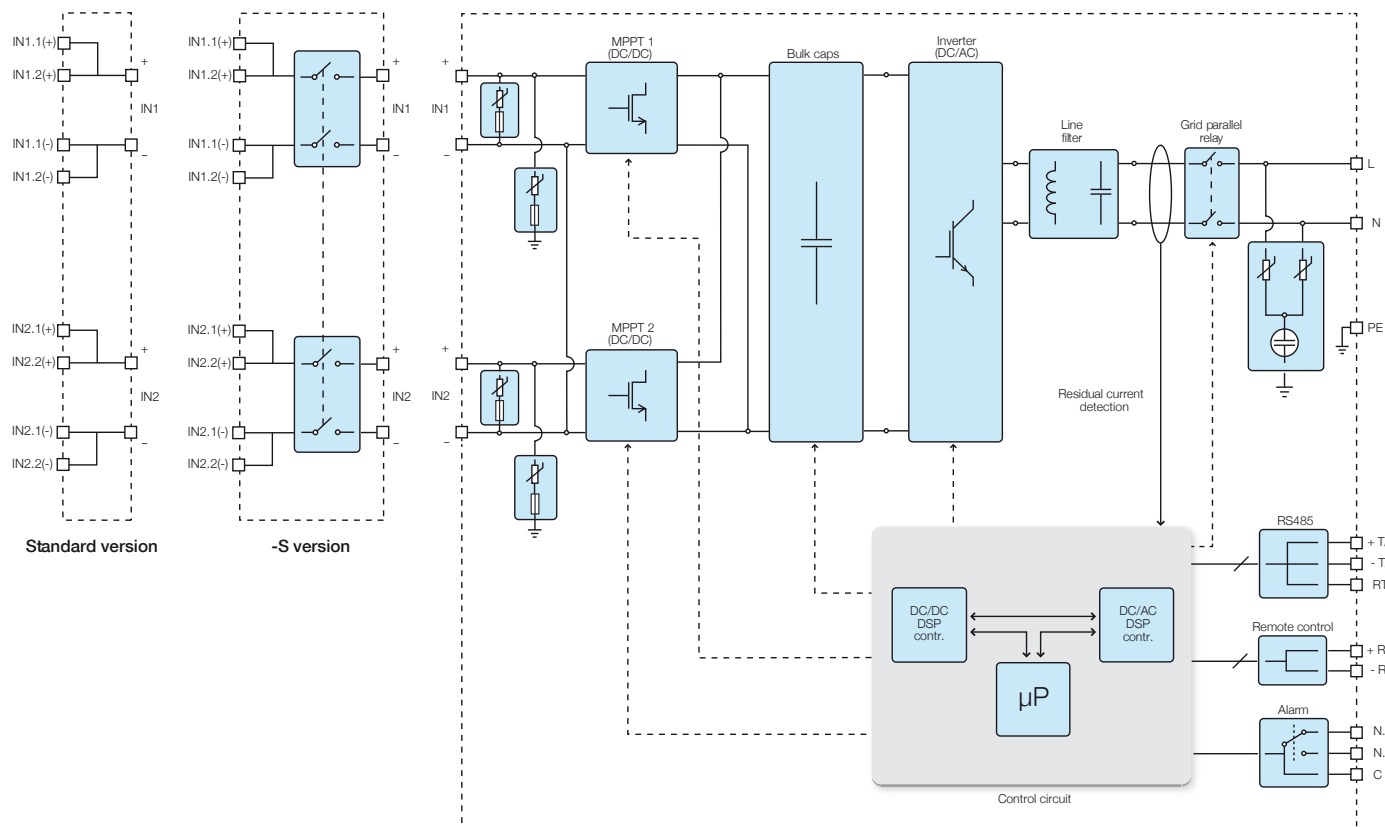 IN1.1(+)
IN1.2(+)
+
IN1
IN1.1(-)
–
IN1.2(-)
IN2.1(+)
+
IN2.2(+)
IN2
IN2.1(-)
–
IN2.2(-)
Standard version
IN1.1(+)
IN1.2(+)
+
IN1
IN1.1(-)
–
IN1.2(-)
IN2.1(+)
+
IN2.2(+)
IN2
IN2.1(-)
–
IN2.2(-)
-S version
+
IN1
–
+
IN2
–
MPPT 1
(DC/DC)
MPPT 2
(DC/DC)
Bulk caps
Inverter
(DC/AC)
Line
filter
Grid parallel
relay
L
N
PE
Residual current
detection
DC/DC
DSP
contr.
DC/AC
DSP
contr.
µP
Control circuit
RS485
+ T
- T
RT
Remote control
+ R
- R
Alarm
N.
N.
C